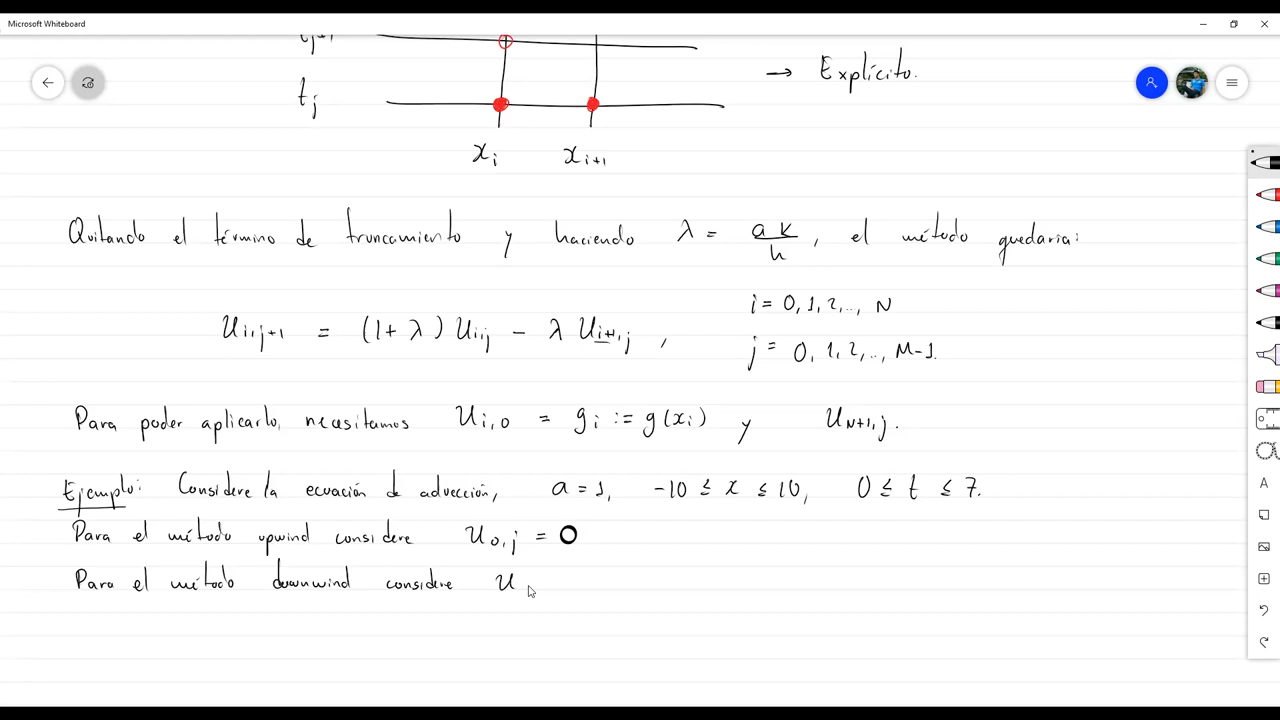 Microsoft Whiteboard
t_{j+1}
→ Explícito.
t_j
x_i x_{i+1}
Quitando el término de truncamiento y haciendo λ = ak/h, el método quedaría:
u_{i,j+1} = (1+λ) u_{i,j} - λ u_{i+1,j} ,
i = 0, 1, 2, .., N
j = 0, 1, 2, .., M-1.
Para poder aplicarlo, necesitamos u_{i,0} = g_i := g(x_i) y u_{N+1,j}.
Ejemplo: Considere la ecuación de advección, a = 1, -10 ≤ x ≤ 10, 0 ≤ t ≤ 7.
Para el método upwind considere u_{0,j} = 0
Para el método downwind considere u
A